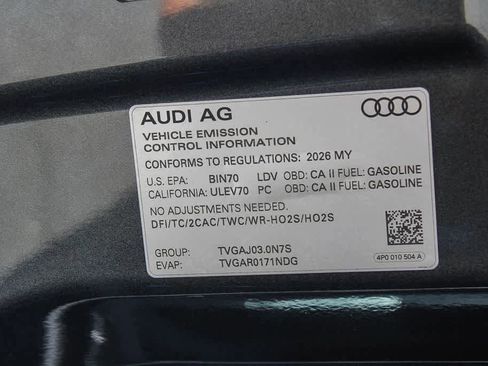 AUDI AG
VEHICLE EMISSION
CONTROL INFORMATION
CONFORMS TO REGULATIONS: 2026 MY
U.S. EPA: BIN70 LDV OBD: CA II FUEL: GASOLINE
CALIFORNIA: ULEV70 PC OBD: CA II FUEL: GASOLINE
NO ADJUSTMENTS NEEDED.
DFI/TC/2CAC/TWC/WR-HO2S/HO2S
GROUP: TVGAJ03.0N7S
EVAP: TVGAR0171NDG
4P0 010 504 A